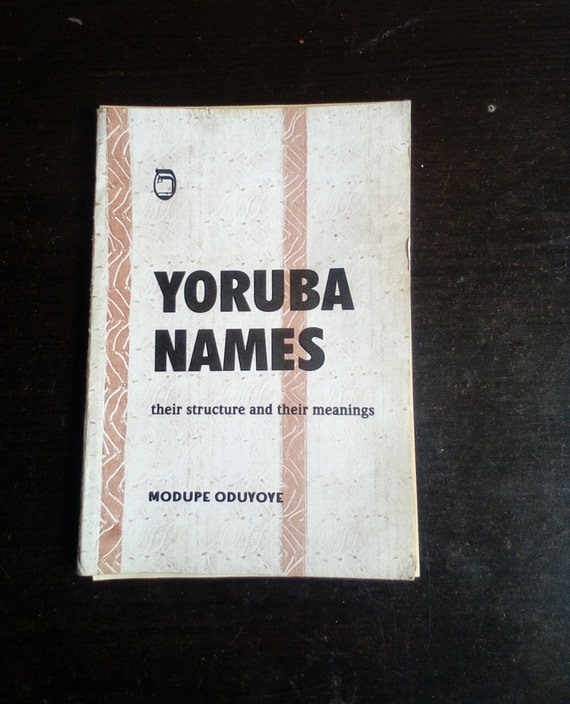 YORUBA
NAMES
their structure and their meanings
MODUPE ODUYOYE